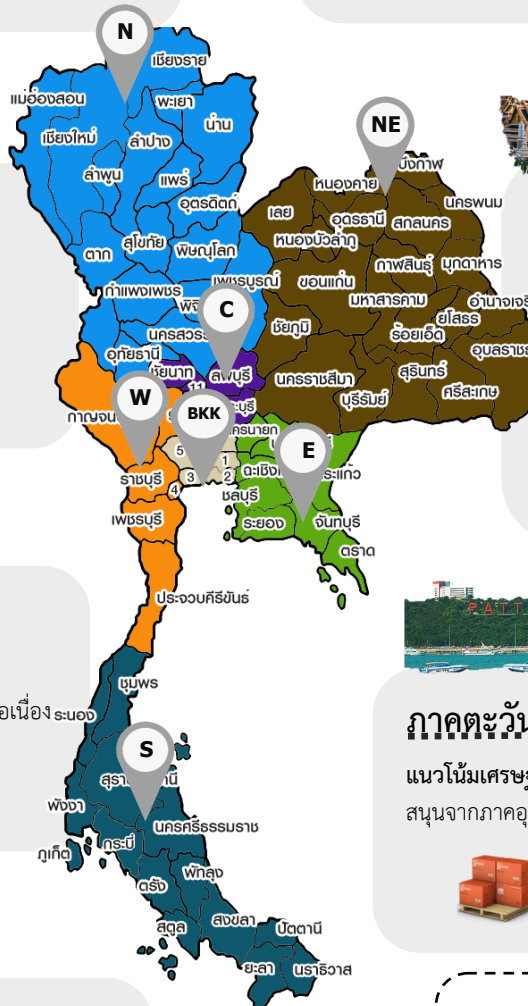 N
เชียงราย
แม่ฮ่องสอน
พะเยา
น่าน
เชียงใหม่
ลำปาง
ลำพูน
แพร่
อุตรดิตถ์
ตาก
สุโขทัย
พิษณุโลก
เพชรบูรณ์
กำแพงเพชร
นครสวรร
อุทัยธานี
NE
บึงกาฬ
หนองคาย
เลย
อุดรธานี
สกลนคร
นครพนม
หนองบัวลำภู
ขอนแก่น
กาฬสินธุ์
มุกดาหาร
มหาสารคาม
อำนาจเจริ
ชัยภูมิ
ร้อยเอ็ด
ยโสธร
อุบลราช
นครราชสีมา
บุรีรัมย์
สุรินทร์
ศรีสะเกษ
C
ชัยนาท
ลพบุรี
11
W
กาญจน
ราชบุรี
เพชรบุรี
ประจวบคีรีขันธ์
BKK
5
1
3
2
4
E
ฉะเชิงเ
ชลบุรี
ระยอง
จันทบุรี
ตราด
PATT
ภาคตะวัน
แนวโน้มเศรษฐ
สนุนจากภาคอุ
อเนื่อง
S
ชุมพร
ระนอง
พังงา
นครศรีธรรมราช
ภูเก็ต
กระบี่
ตรัง
พัทลุง
สตูล
สงขลา
ปัตตานี
ยะลา
นราธิวาส